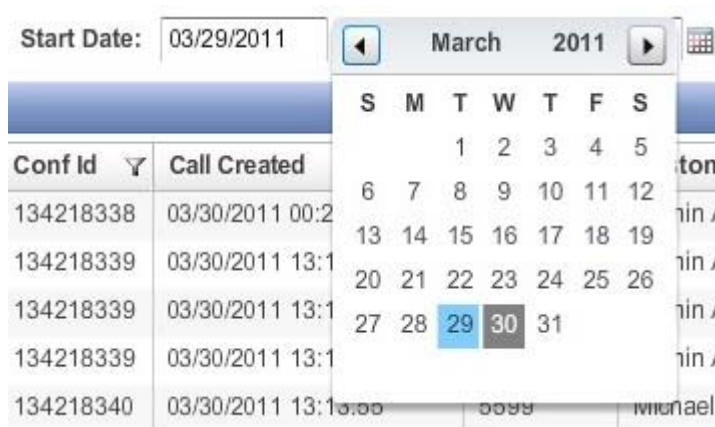 Start Date: 03/29/2011
March 2011
S M T W T F S
1 2 3 4 5
6 7 8 9 10 11 12
13 14 15 16 17 18 19
20 21 22 23 24 25 26
27 28 29 30 31
Conf Id Call Created
134218338 03/30/2011 00:2
134218339 03/30/2011 13:1
134218339 03/30/2011 13:1
134218339 03/30/2011 13:1
134218340 03/30/2011 13:13:55 5599 Michael